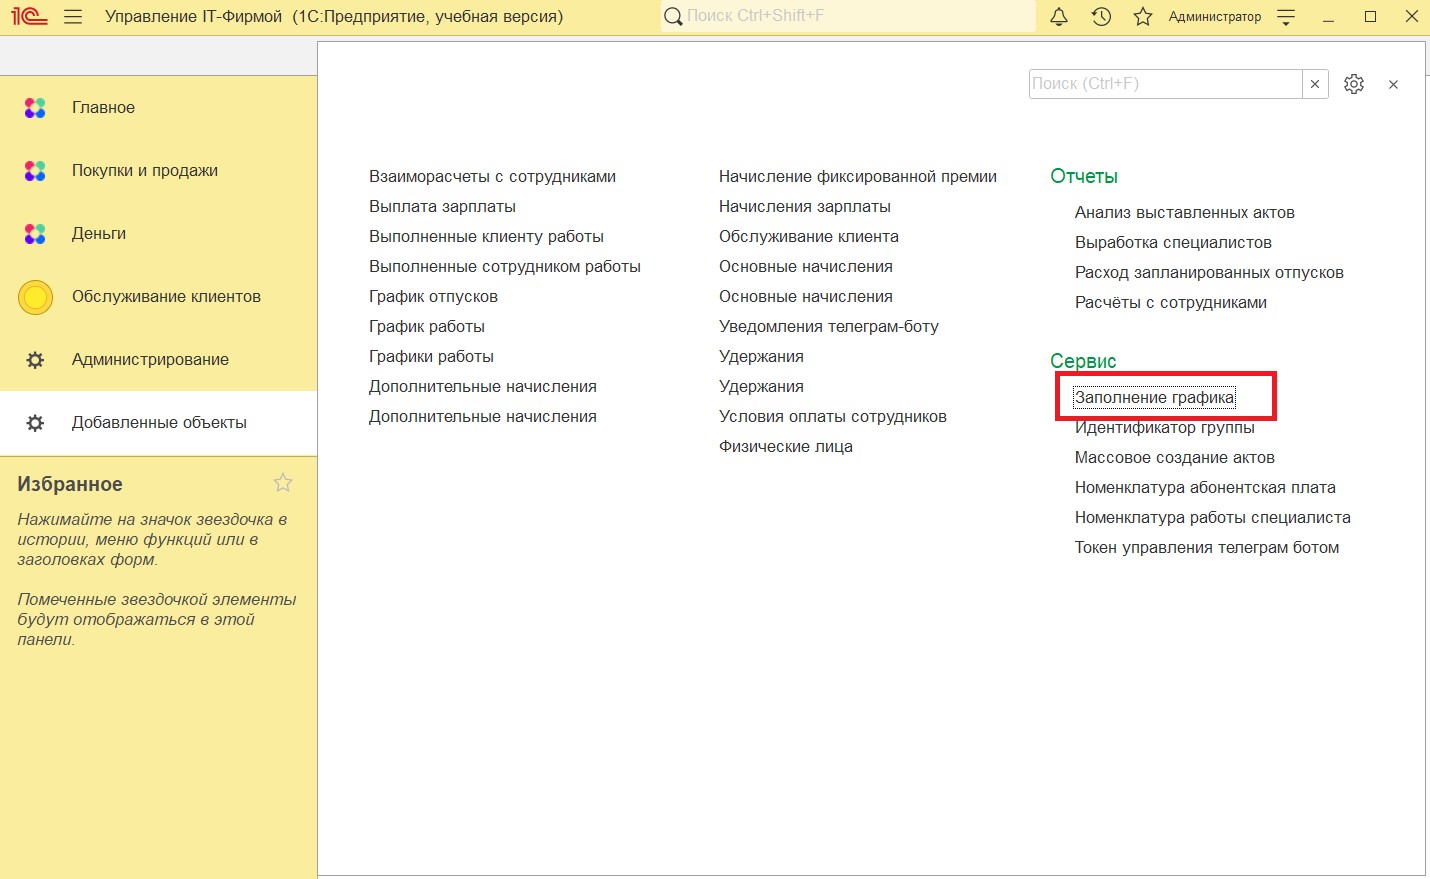 1С Управление IT-Фирмой (1С:Предприятие, учебная версия)
Поиск Ctrl+Shift+F
Администратор
Главное
Покупки и продажи
Деньги
Обслуживание клиентов
Администрирование
Добавленные объекты
Избранное
Нажимайте на значок звездочка в
истории, меню функций или в
заголовках форм.
Помеченные звездочкой элементы
будут отображаться в этой
панели.
Поиск (Ctrl+F)
Взаиморасчеты с сотрудниками
Выплата зарплаты
Выполненные клиенту работы
Выполненные сотрудником работы
График отпусков
График работы
Графики работы
Дополнительные начисления
Дополнительные начисления
Начисление фиксированной премии
Начисления зарплаты
Обслуживание клиента
Основные начисления
Основные начисления
Уведомления телеграм-боту
Удержания
Удержания
Условия оплаты сотрудников
Физические лица
Отчеты
Анализ выставленных актов
Выработка специалистов
Расход запланированных отпусков
Расчёты с сотрудниками
Сервис
Заполнение графика
Идентификатор группы
Массовое создание актов
Номенклатура абонентская плата
Номенклатура работы специалиста
Токен управления телеграм ботом